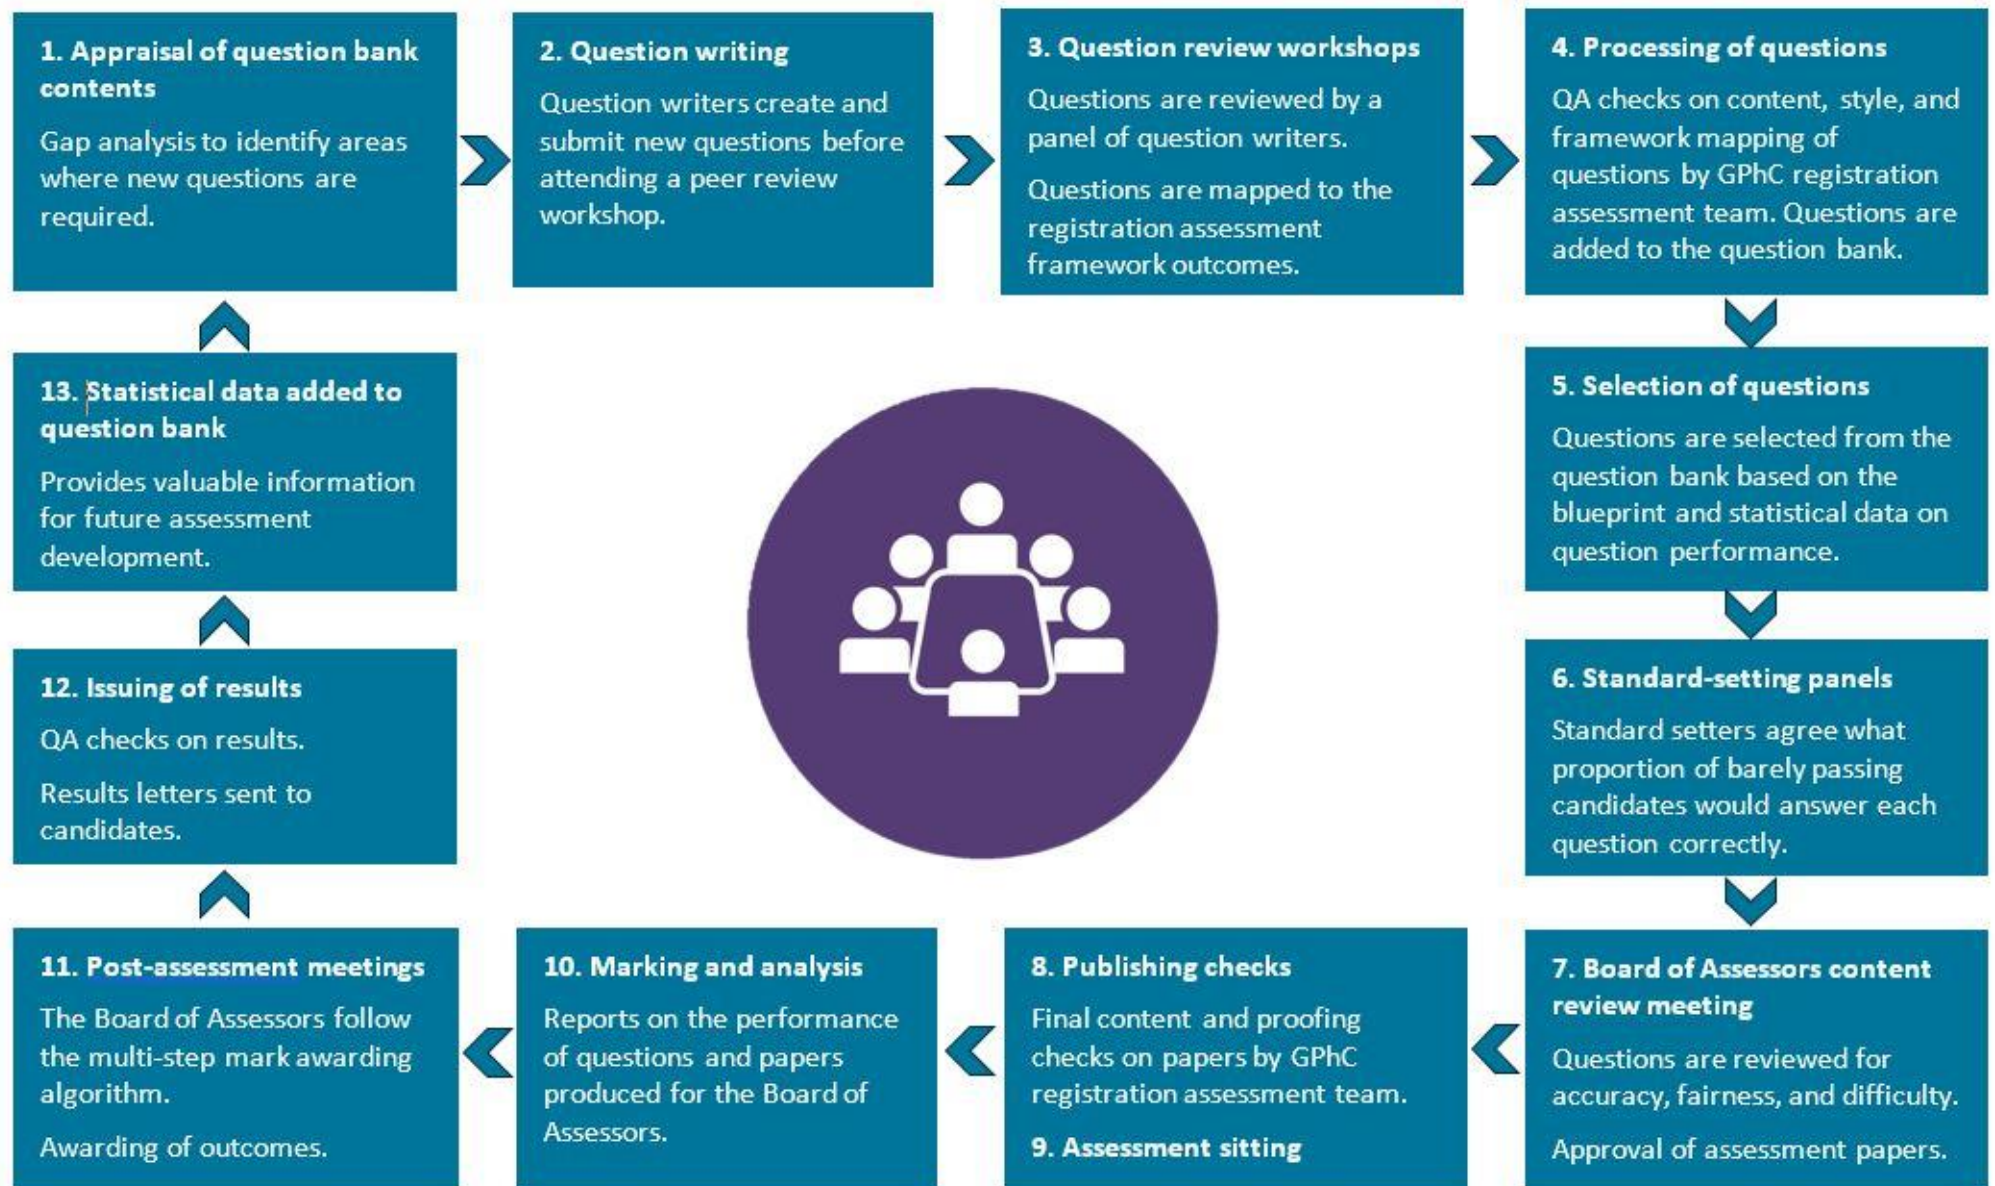 1. Appraisal of question bank
contents
Gap analysis to identify areas
where new questions are
required.
2. Question writing
Question writers create and
submit new questions before
attending a peer review
workshop.
3. Question review workshops
Questions are reviewed by a
panel of question writers.
Questions are mapped to the
registration assessment
framework outcomes.
4. Processing of questions
QA checks on content, style, and
framework mapping of
questions by GPhC registration
assessment team. Questions are
added to the question bank.
5. Selection of questions
Questions are selected from the
question bank based on the
blueprint and statistical data on
question performance.
6. Standard-setting panels
Standard setters agree what
proportion of barely passing
candidates would answer each
question correctly.
7. Board of Assessors content
review meeting
Questions are reviewed for
accuracy, fairness, and difficulty.
Approval of assessment papers.
8. Publishing checks
Final content and proofing
checks on papers by GPhC
registration assessment team.
9. Assessment sitting
10. Marking and analysis
Reports on the performance
of questions and papers
produced for the Board of
Assessors.
11. Post-assessment meetings
The Board of Assessors follow
the multi-step mark awarding
algorithm.
Awarding of outcomes.
12. Issuing of results
QA checks on results.
Results letters sent to
candidates.
13. Statistical data added to
question bank
Provides valuable information
for future assessment
development.